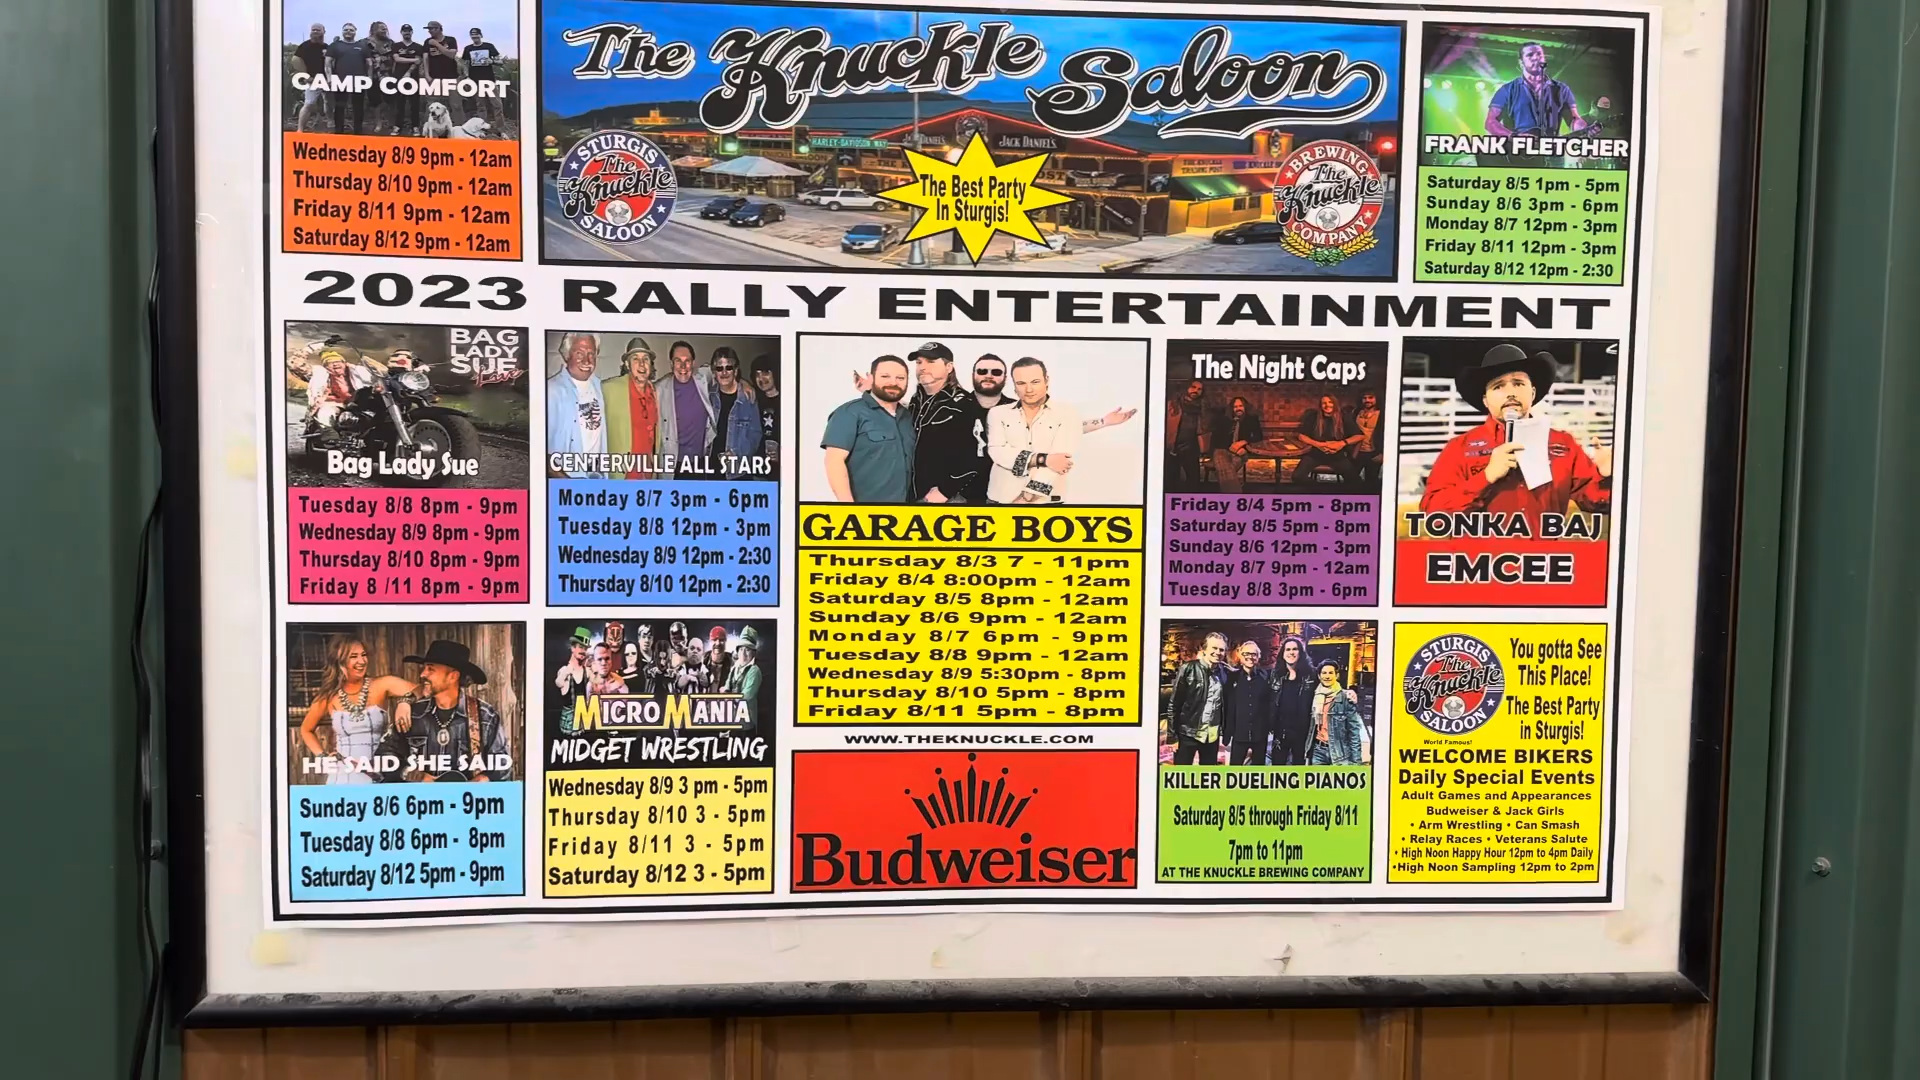 CAMP COMFORT
Wednesday 8/9 9pm - 12am
Thursday 8/10 9pm - 12am
Friday 8/11 9pm - 12am
Saturday 8/12 9pm - 12am
The Knuckle Saloon
HARLEY-DAVIDSON WAY
JACK DANIEL'S
STURGIS
The
Knuckle
SALOON
The Best Party
In Sturgis!
BREWING
The
Knuckle
COMPANY
FRANK FLETCHER
Saturday 8/5 1pm - 5pm
Sunday 8/6 3pm - 6pm
Monday 8/7 12pm - 3pm
Friday 8/11 12pm - 3pm
Saturday 8/12 12pm - 2:30
2023 RALLY ENTERTAINMENT
BAG
LADY
SUE
Live
Bag Lady Sue
Tuesday 8/8 8pm - 9pm
Wednesday 8/9 8pm - 9pm
Thursday 8/10 8pm - 9pm
Friday 8 /11 8pm - 9pm
CENTERVILLE ALL STARS
Monday 8/7 3pm - 6pm
Tuesday 8/8 12pm - 3pm
Wednesday 8/9 12pm - 2:30
Thursday 8/10 12pm - 2:30
GARAGE BOYS
Thursday 8/3 7 - 11pm
Friday 8/4 8:00pm - 12am
Saturday 8/5 8pm - 12am
Sunday 8/6 9pm - 12am
Monday 8/7 6pm - 9pm
Tuesday 8/8 9pm - 12am
Wednesday 8/9 5:30pm - 8pm
Thursday 8/10 5pm - 8pm
Friday 8/11 5pm - 8pm
The Night Caps
Friday 8/4 5pm - 8pm
Saturday 8/5 5pm - 8pm
Sunday 8/6 12pm - 3pm
Monday 8/7 9pm - 12am
Tuesday 8/8 3pm - 6pm
TONKA BAJ
EMCEE
HE SAID SHE SAID
Sunday 8/6 6pm - 9pm
Tuesday 8/8 6pm - 8pm
Saturday 8/12 5pm - 9pm
MICRO MANIA
MIDGET WRESTLING
Wednesday 8/9 3 pm - 5pm
Thursday 8/10 3 - 5pm
Friday 8/11 3 - 5pm
Saturday 8/12 3 - 5pm
WWW.THEKNUCKLE.COM
Budweiser
KILLER DUELING PIANOS
Saturday 8/5 through Friday 8/11
7pm to 11pm
AT THE KNUCKLE BREWING COMPANY
STURGIS
The
Knuckle
SALOON
World Famous!
You gotta See
This Place!
The Best Party
in Sturgis!
WELCOME BIKERS
Daily Special Events
Adult Games and Appearances
Budweiser & Jack Girls
• Arm Wrestling • Can Smash
• Relay Races • Veterans Salute
• High Noon Happy Hour 12pm to 4pm Daily
•High Noon Sampling 12pm to 2pm